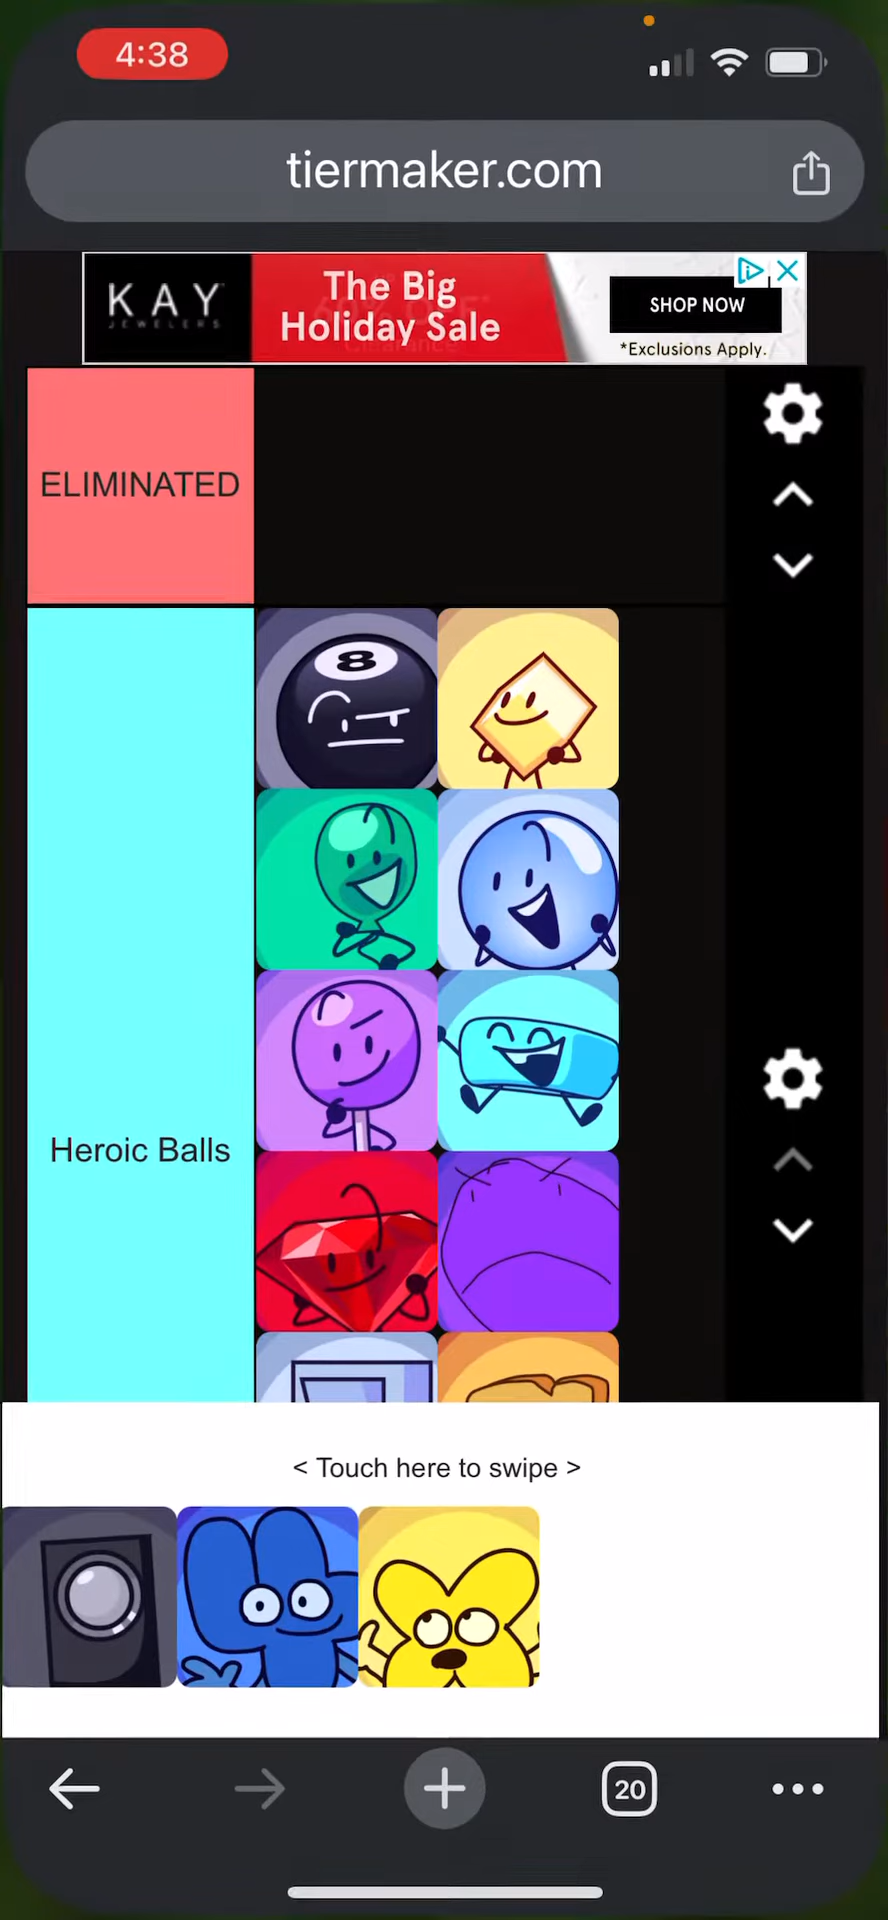 4:38
tiermaker.com
KAY
JEWELERS
The Big
Holiday Sale
SHOP NOW
*Exclusions Apply.
ELIMINATED
8
Heroic Balls
< Touch here to swipe >
20